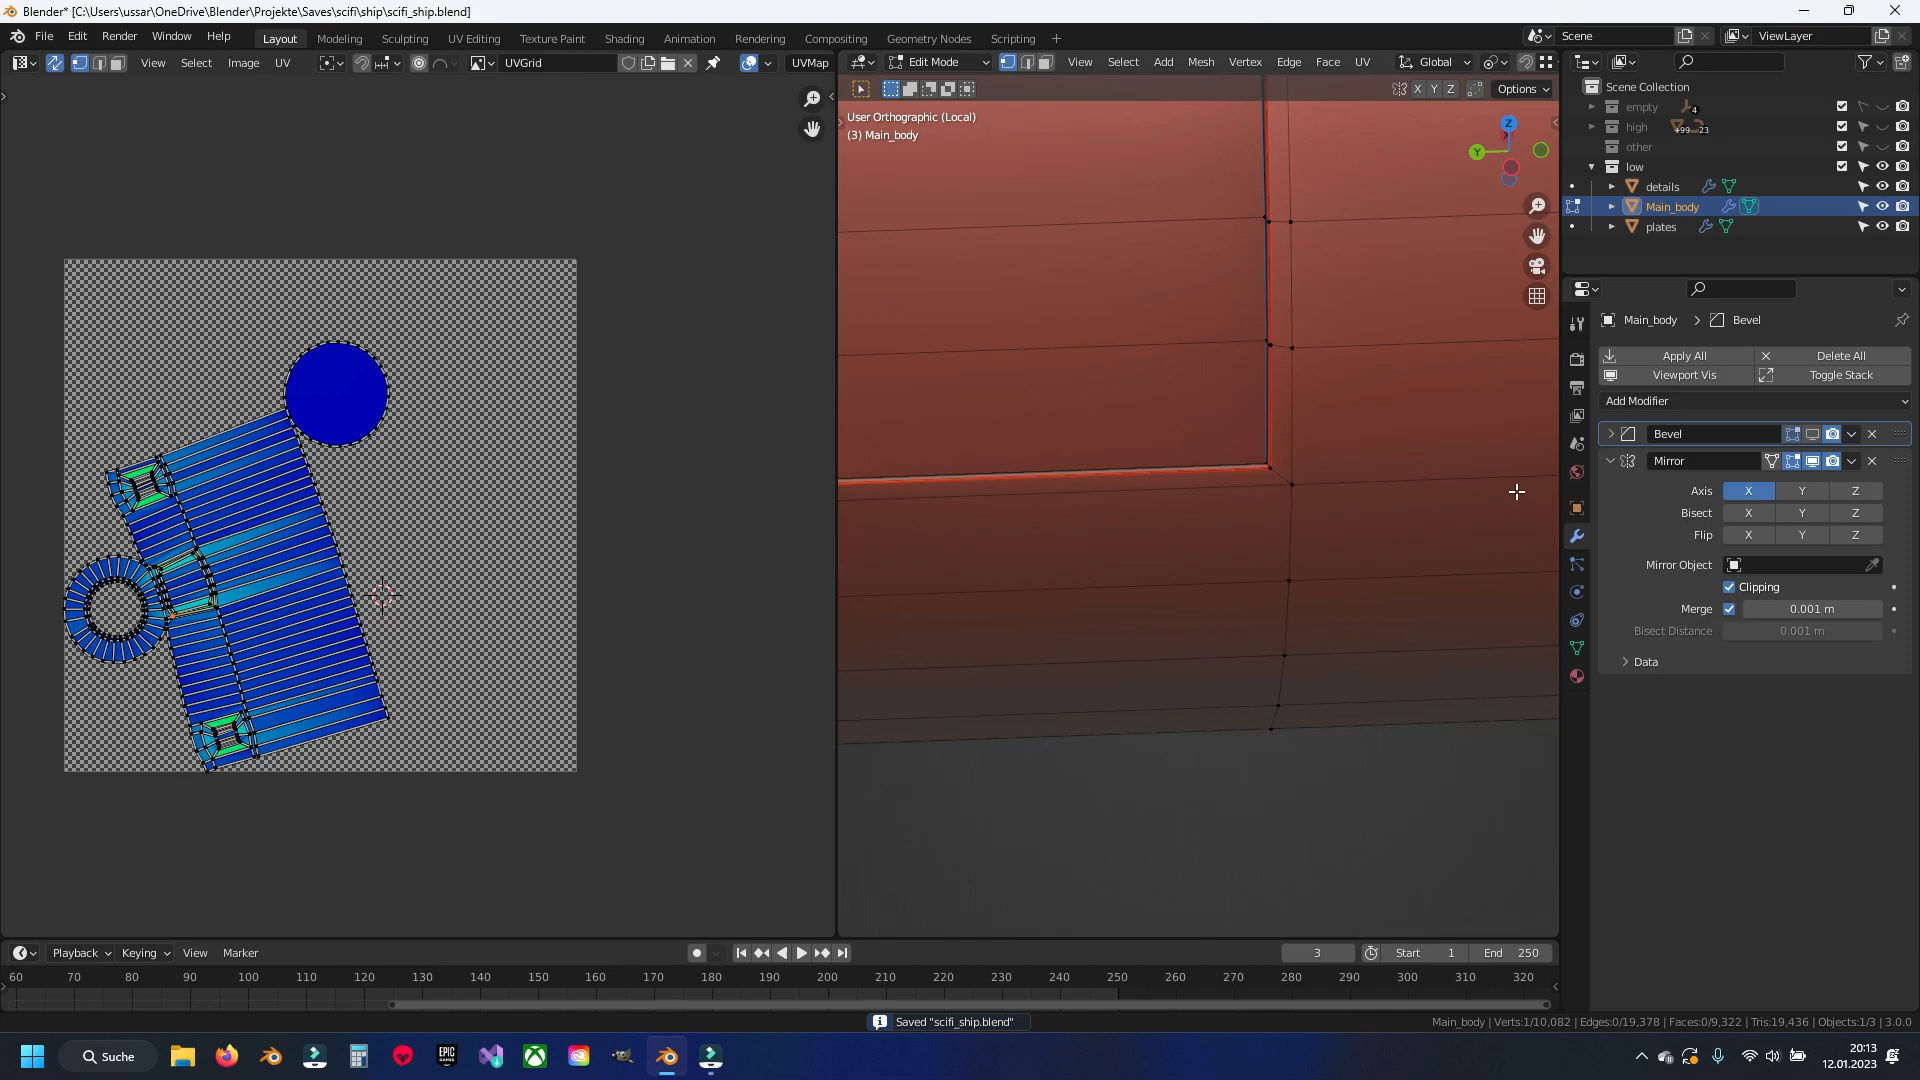 Blender* [C:\Users\ussar\OneDrive\Blender\Projekte\Saves\scifi\ship\scifi_ship.blend]
File Edit Render Window Help Layout Modeling Sculpting UV Editing Texture Paint Shading Animation Rendering Compositing Geometry Nodes Scripting + Scene ViewLayer
View Select Image UV UVGrid UVMap Edit Mode View Select Add Mesh Vertex Edge Face UV Global
X Y Z Options
User Orthographic (Local)
(3) Main_body
Z
Y
Scene Collection
empty 4
high +99 23
other
low
details
Main_body
plates
Main_body > Bevel
Apply All Delete All
Viewport Vis Toggle Stack
Add Modifier
Bevel
Mirror
Axis X Y Z
Bisect X Y Z
Flip X Y Z
Mirror Object
Clipping
Merge 0.001 m
Bisect Distance 0.001 m
Data
Playback Keying View Marker 3 Start 1 End 250
60 70 80 90 100 110 120 130 140 150 160 170 180 190 200 210 220 230 240 250 260 270 280 290 300 310 320
Saved "scifi_ship.blend" Main_body | Verts:1/10,082 | Edges:0/19,378 | Faces:0/9,322 | Tris:19,436 | Objects:1/3 | 3.0.0
Suche EPIC GAMES 20:13
12.01.2023